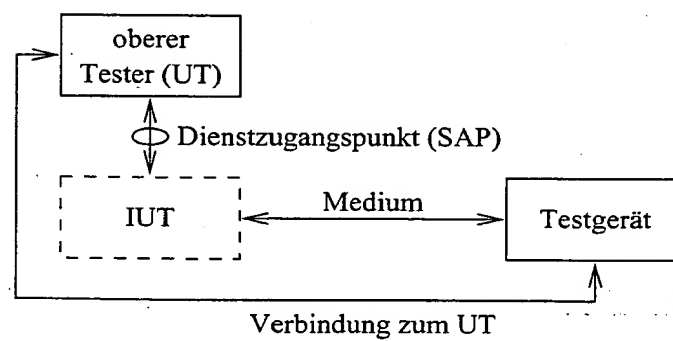 oberer
Tester (UT)
Dienstzugangspunkt (SAP)
IUT
Medium
Testgerät
Verbindung zum UT